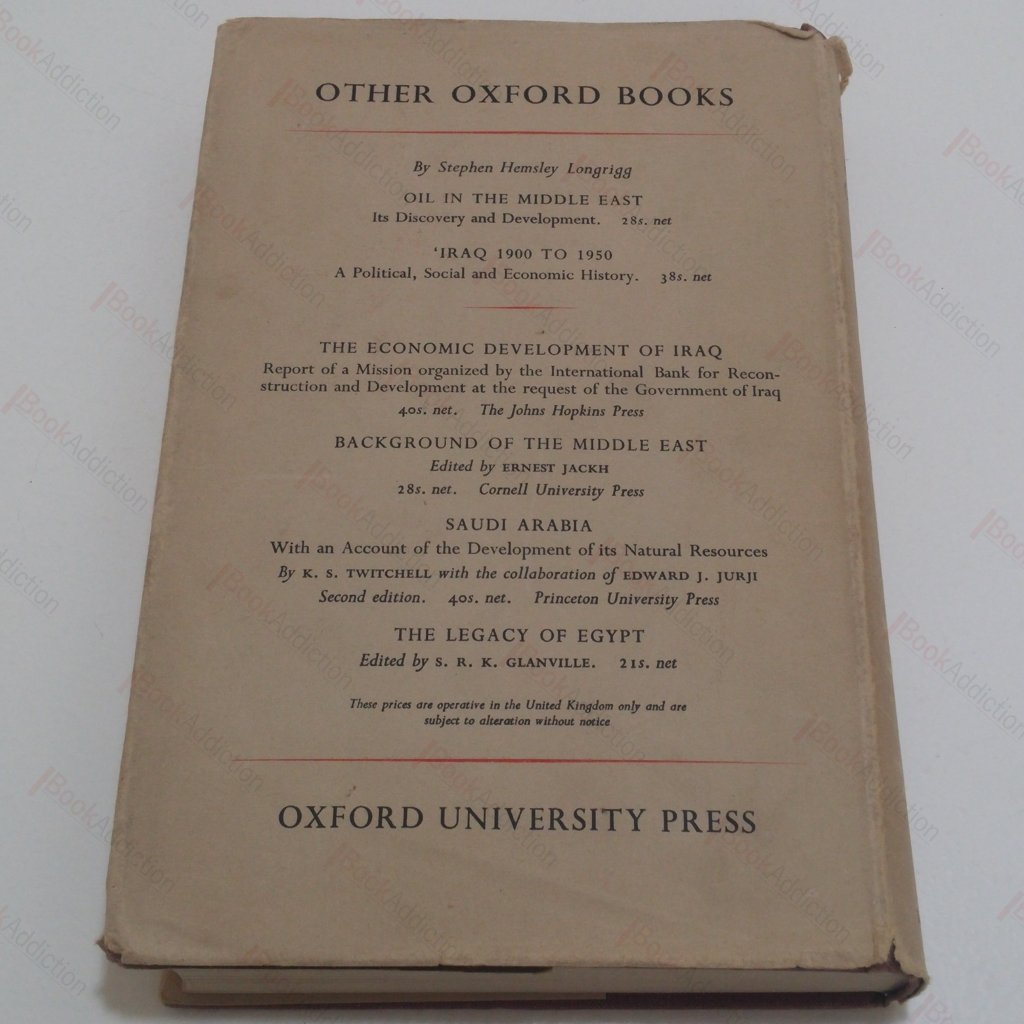 OTHER OXFORD BOOKS
By Stephen Hemsley Longrigg
OIL IN THE MIDDLE EAST
Its Discovery and Development. 28s. net
‘IRAQ 1900 TO 1950
A Political, Social and Economic History. 38s. net
THE ECONOMIC DEVELOPMENT OF IRAQ
Report of a Mission organized by the International Bank for Recon-
struction and Development at the request of the Government of Iraq
40s. net. The Johns Hopkins Press
BACKGROUND OF THE MIDDLE EAST
Edited by ERNEST JACKH
28s. net. Cornell University Press
SAUDI ARABIA
With an Account of the Development of its Natural Resources
By K. S. TWITCHELL with the collaboration of EDWARD J. JURJI
Second edition. 40s. net. Princeton University Press
THE LEGACY OF EGYPT
Edited by S. R. K. GLANVILLE. 21s. net
These prices are operative in the United Kingdom only and are
subject to alteration without notice
OXFORD UNIVERSITY PRESS
BookAddiction